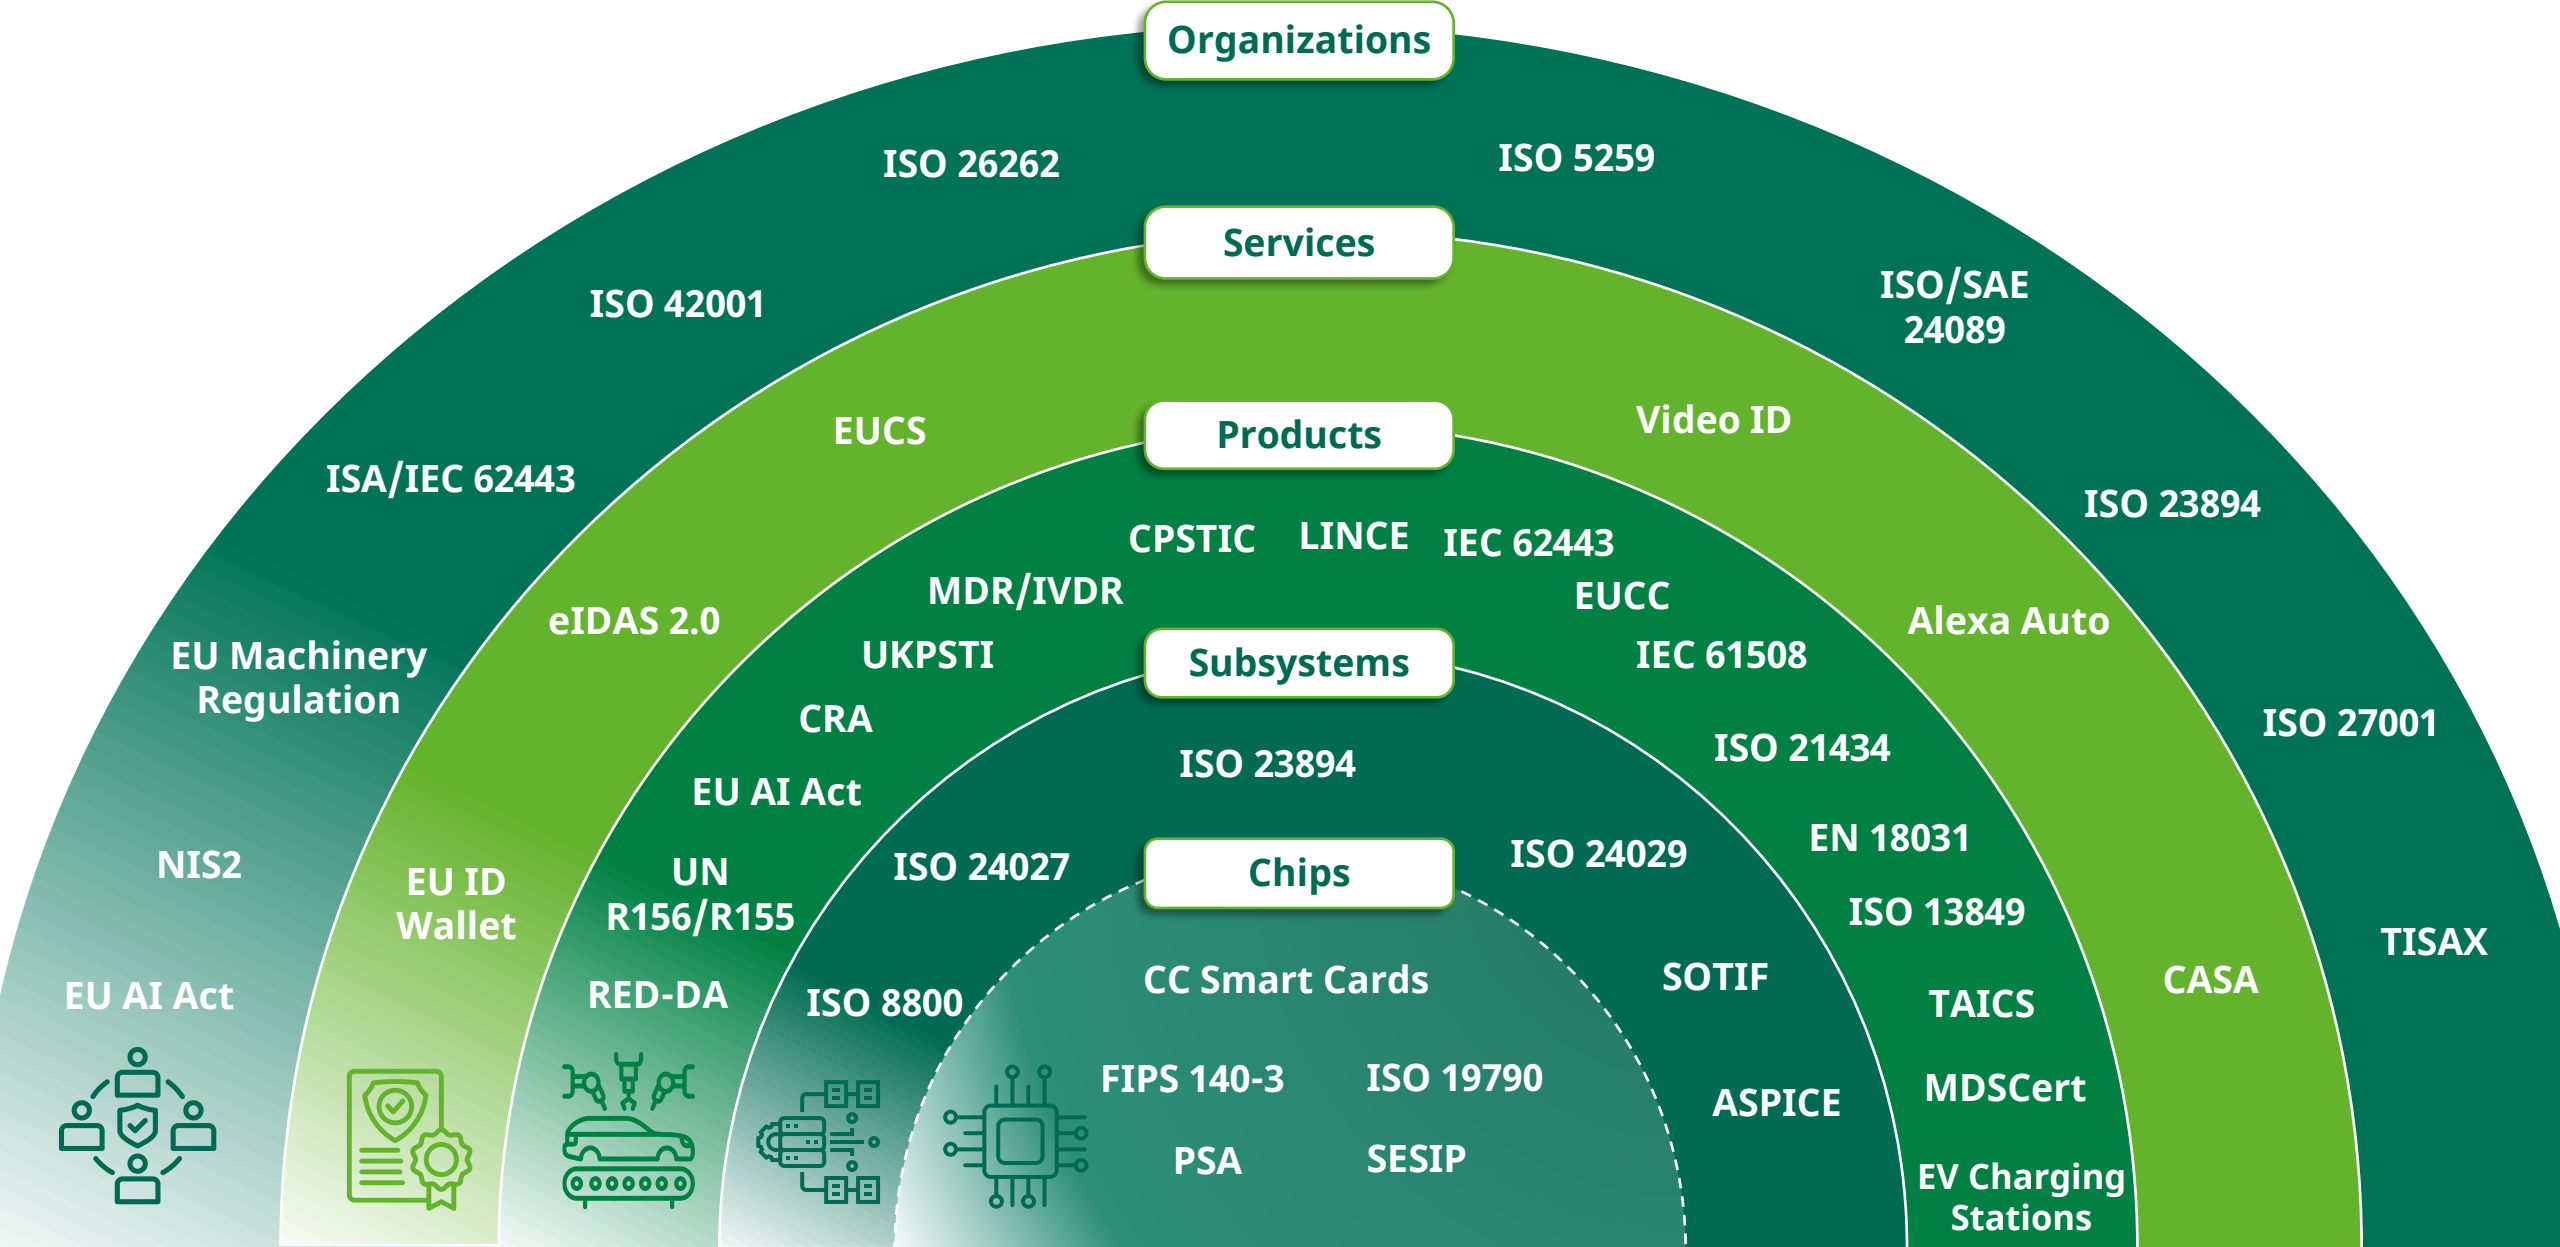 Organizations
ISO 26262
ISO 5259
ISO 42001
ISO/SAE
24089
ISA/IEC 62443
ISO 23894
EU Machinery
Regulation
ISO 27001
NIS2
TISAX
EU AI Act
Services
EUCS
Video ID
eIDAS 2.0
Alexa Auto
EU ID
Wallet
CASA
Products
CPSTIC
LINCE
IEC 62443
MDR/IVDR
EUCC
UKPSTI
IEC 61508
CRA
ISO 21434
EU AI Act
EN 18031
UN
R156/R155
ISO 13849
RED-DA
TAICS
MDSCert
EV Charging
Stations
Subsystems
ISO 23894
ISO 24027
ISO 24029
ISO 8800
SOTIF
ASPICE
Chips
CC Smart Cards
FIPS 140-3
ISO 19790
PSA
SESIP